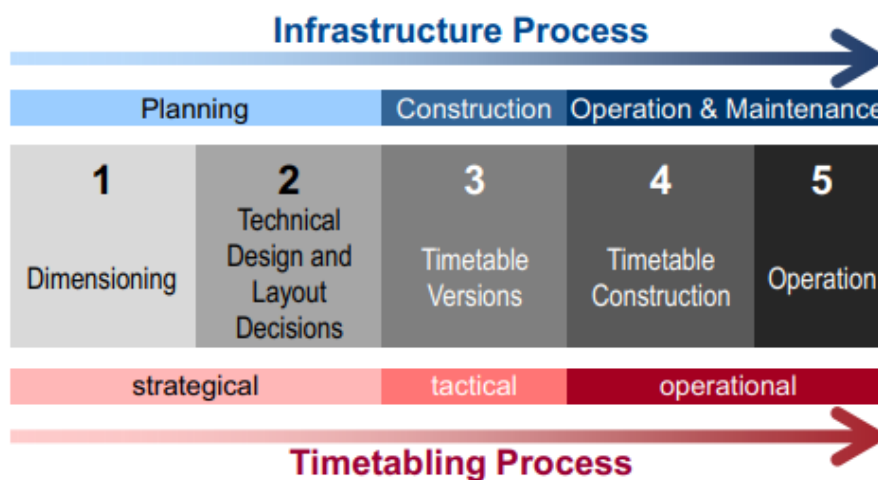 Infrastructure Process
Planning
Construction
Operation & Maintenance
1
Dimensioning
2
Technical
Design and
Layout
Decisions
3
Timetable
Versions
4
Timetable
Construction
5
Operation
strategical
tactical
operational
Timetabling Process